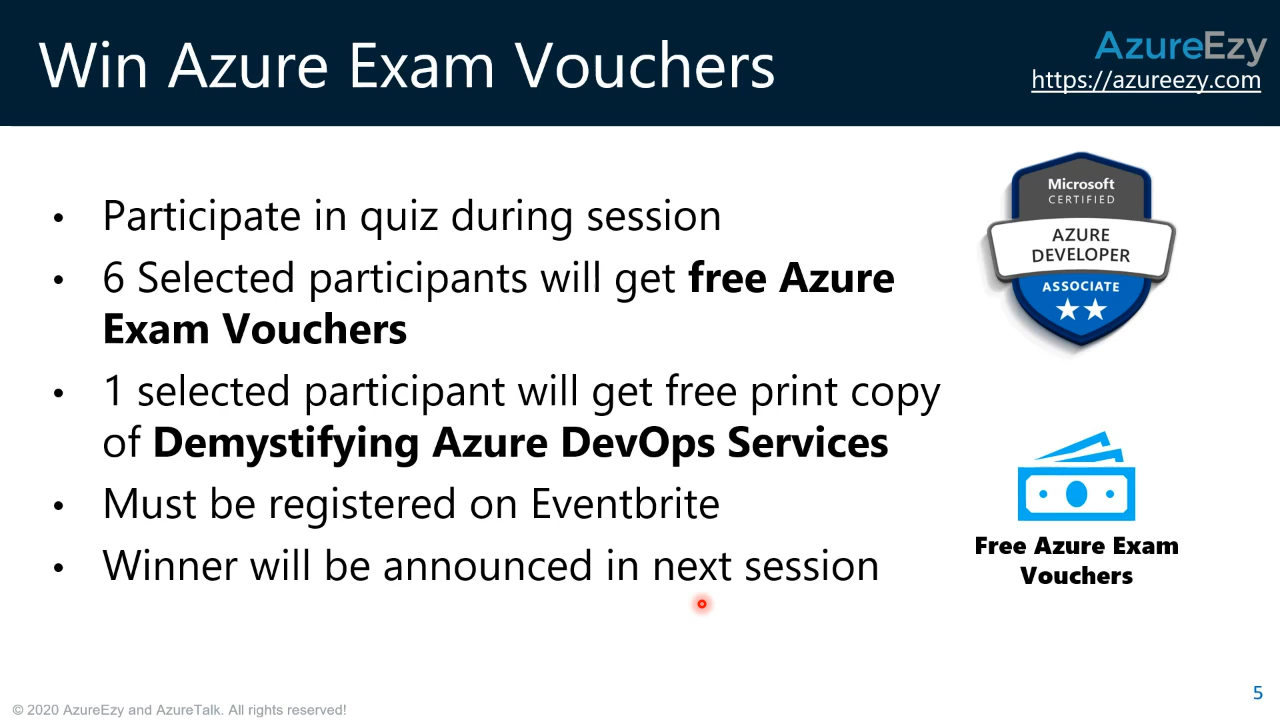 Win Azure Exam Vouchers
AzureEzy
https://azureezy.com
• Participate in quiz during session
• 6 Selected participants will get free Azure
Exam Vouchers
• 1 selected participant will get free print copy
of Demystifying Azure DevOps Services
• Must be registered on Eventbrite
• Winner will be announced in next session
Microsoft
CERTIFIED
AZURE
DEVELOPER
ASSOCIATE
Free Azure Exam
Vouchers
© 2020 AzureEzy and AzureTalk. All rights reserved!
5